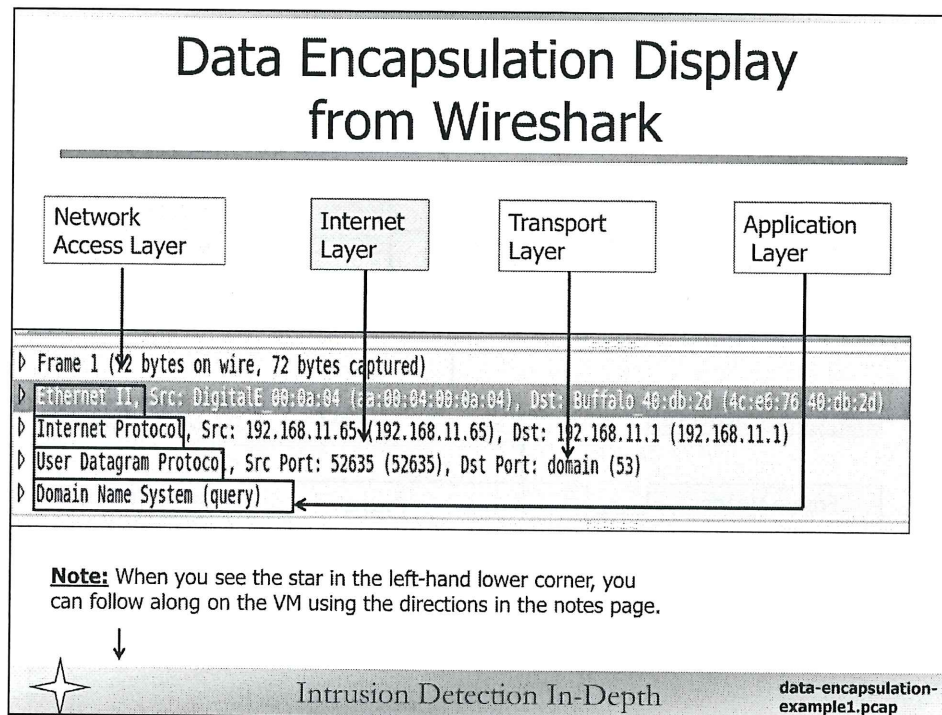 Data Encapsulation Display
from Wireshark
Network
Access Layer
Internet
Layer
Transport
Layer
Application
Layer
Frame 1 (72 bytes on wire, 72 bytes captured)
Ethernet II, Src: DigitalE_00:0a:04 (aa:00:04:00:0a:04), Dst: Buffalo_40:db:2d (4c:e6:76:40:db:2d)
Internet Protocol, Src: 192.168.11.65 (192.168.11.65), Dst: 192.168.11.1 (192.168.11.1)
User Datagram Protocol, Src Port: 52635 (52635), Dst Port: domain (53)
Domain Name System (query)
Note: When you see the star in the left-hand lower corner, you
can follow along on the VM using the directions in the notes page.
Intrusion Detection In-Depth
data-encapsulation-
example1.pcap